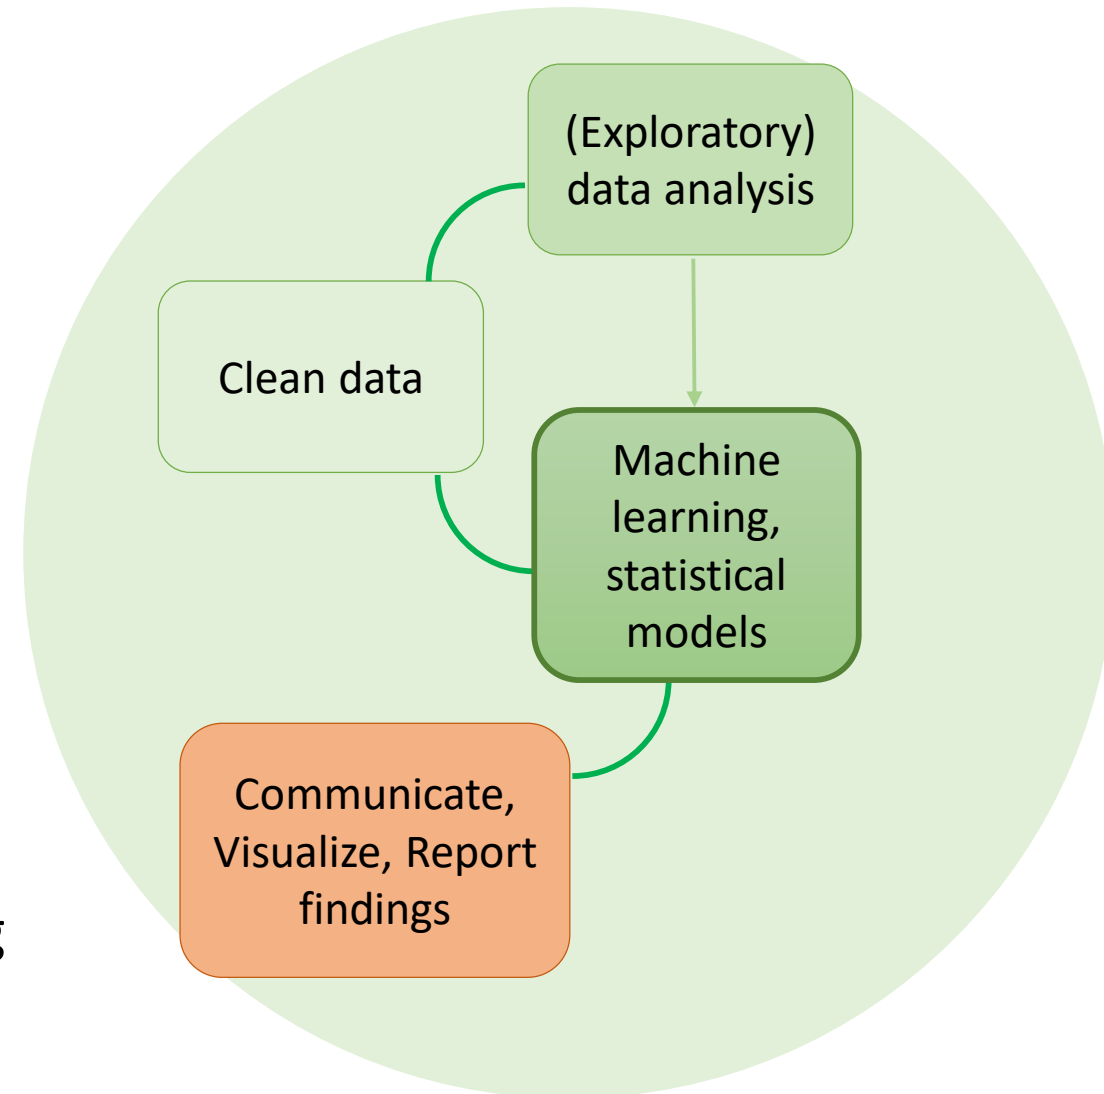 (Exploratory)
data analysis
Clean data
Machine
learning,
statistical
models
Communicate,
Visualize, Report
findings
g